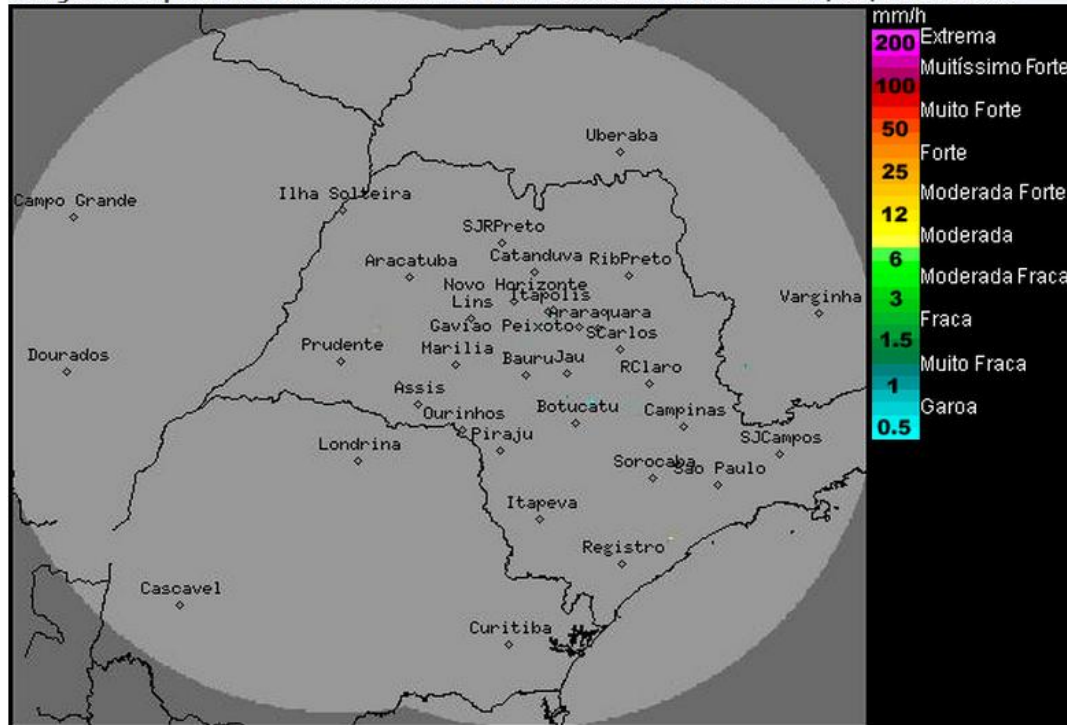 mm/h
200 Extrema
Muitíssimo Forte
100
Muito Forte
50
Forte
25
Moderada Forte
12
Moderada
6
Moderada Fraca
3
Fraca
1.5
Muito Fraca
1
Garoa
0.5
Uberaba
Campo Grande
Ilha Solteira
SJRPreto
Aracatuba
Catanduva
RibPreto
Novo Horizonte
Itapolis
Lins
Araraquara
Varginha
Gaviao Peixoto
SCarlos
Prudente
Marilia
Dourados
Bauru
Jau
RClaro
Assis
Ourinhos
Botucatu
Campinas
Piraju
Londrina
SJCampos
Sorocaba
Sao Paulo
Itapeva
Registro
Cascavel
Curitiba